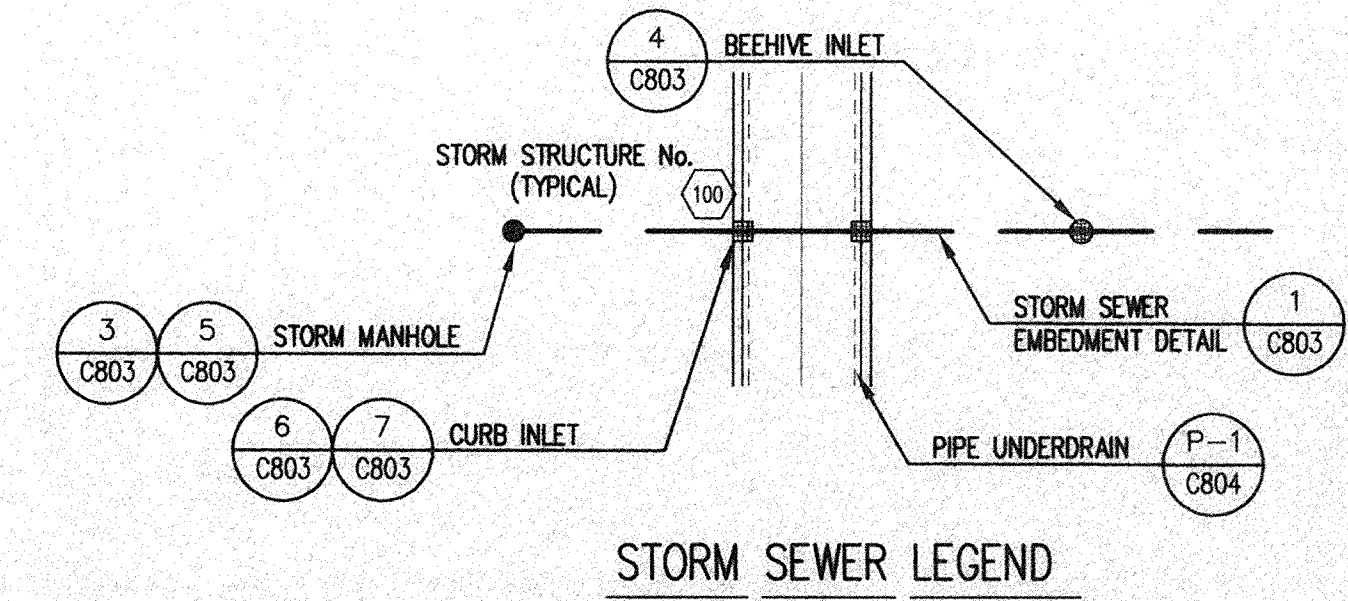 4
C803
BEEHIVE INLET
STORM STRUCTURE No.
(TYPICAL)
100
3
C803
5
C803
STORM MANHOLE
STORM SEWER
EMBEDMENT DETAIL
1
C803
6
C803
7
C803
CURB INLET
PIPE UNDERDRAIN
P-1
C804
STORM SEWER LEGEND